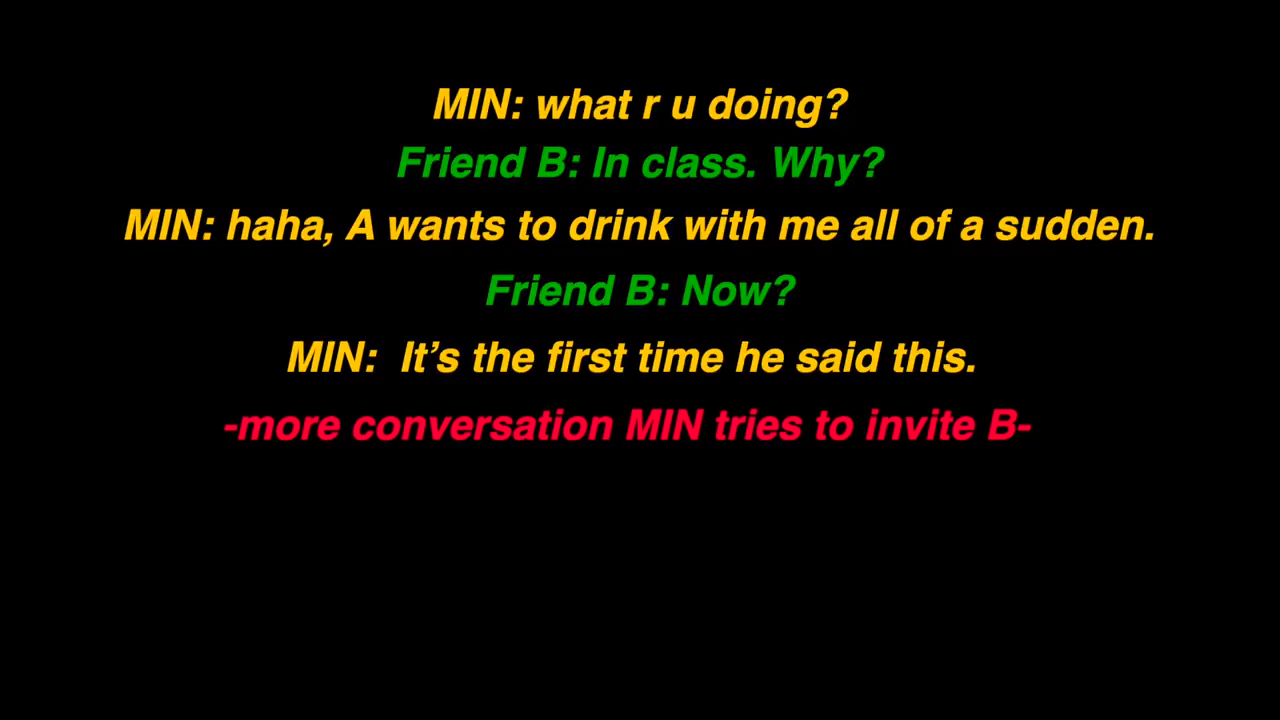 MIN: what r u doing?
Friend B: In class. Why?
MIN: haha, A wants to drink with me all of a sudden.
Friend B: Now?
MIN:  It’s the first time he said this.
-more conversation MIN tries to invite B-